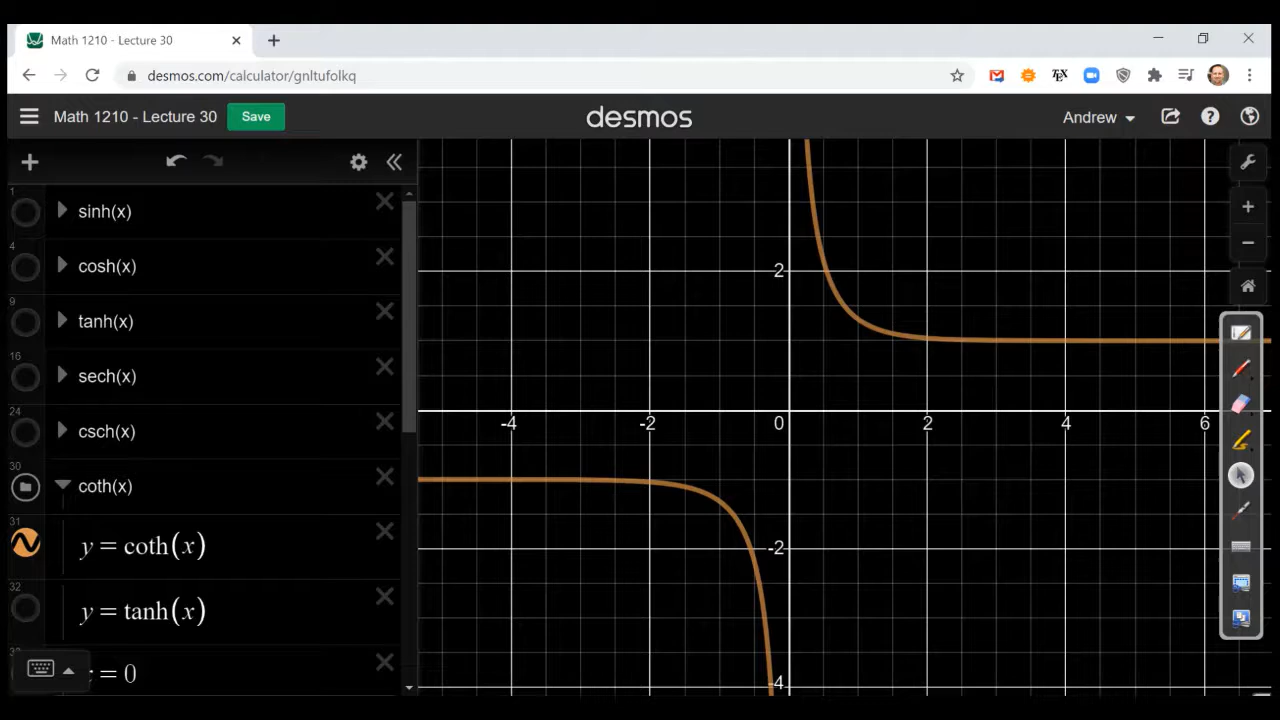 Math 1210 - Lecture 30
desmos.com/calculator/gnltufolkq
TEX
Math 1210 - Lecture 30
Save
desmos
Andrew
1
sinh(x)
4
cosh(x)
9
tanh(x)
16
sech(x)
24
csch(x)
30
coth(x)
31
y = coth(x)
32
y = tanh(x)
= 0
2
-4
-2
0
2
4
6
-2
-4